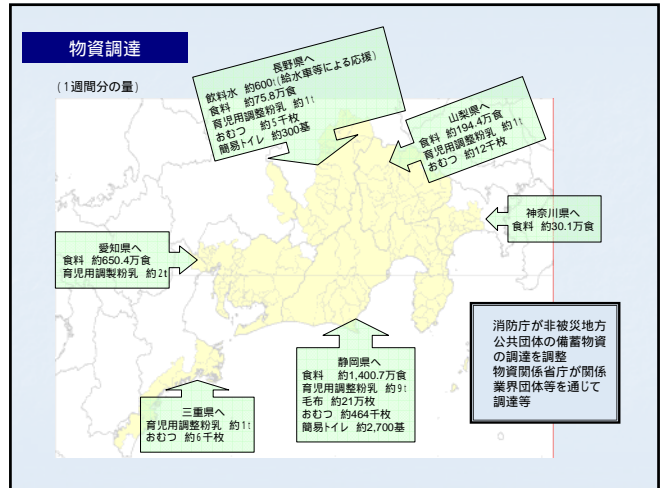 物資調達
(1週間分の量)
長野県へ
飲料水 約600t(給水車等による応援)
食料 約75.8万食
育児用調整粉乳 約1t
おむつ 約5千枚
簡易トイレ 約300基
山梨県へ
食料 約194.4万食
育児用調整粉乳 約1t
おむつ 約12千枚
神奈川県へ
食料 約30.1万食
愛知県へ
食料 約650.4万食
育児用調製粉乳 約2t
静岡県へ
食料 約1,400.7万食
育児用調整粉乳 約9t
毛布 約21万枚
おむつ 約464千枚
簡易トイレ 約2,700基
三重県へ
育児用調整粉乳 約1t
おむつ 約6千枚
消防庁が非被災地方
公共団体の備蓄物資
の調達を調整
物資関係省庁が関係
業界団体等を通じて
調達等